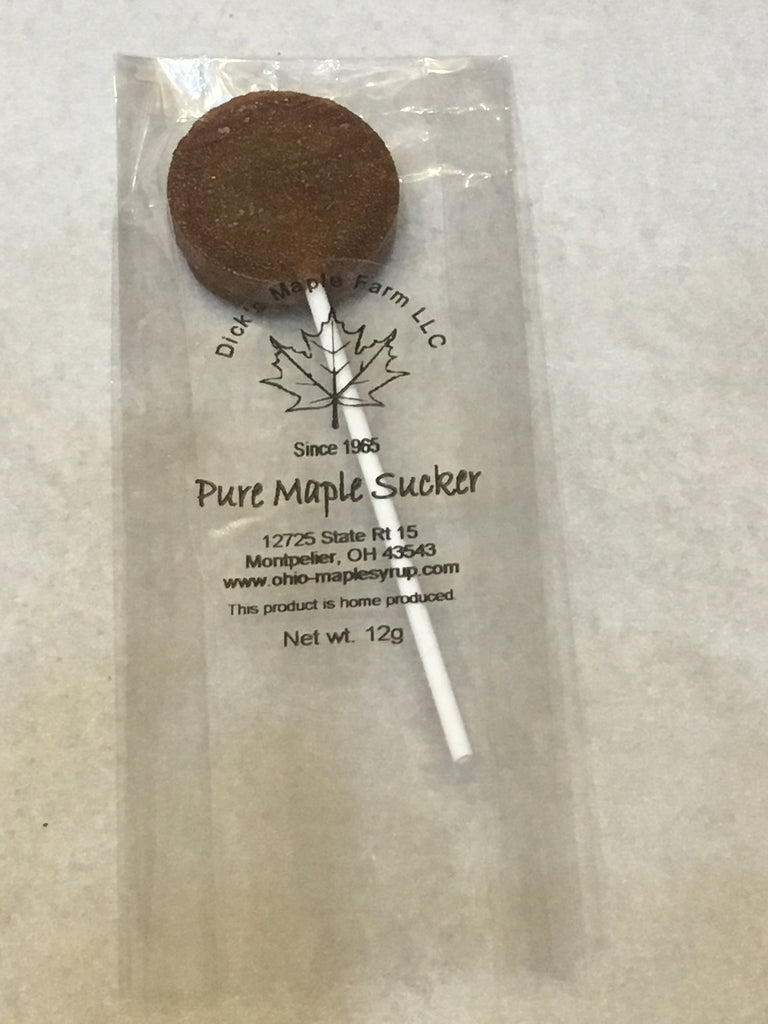 Dick's Maple Farm LLC
Since 1965
Pure Maple Sucker
12725 State Rt 15
Montpelier, OH 43543
www.ohio-maplesyrup.com
This product is home produced
Net wt. 12g